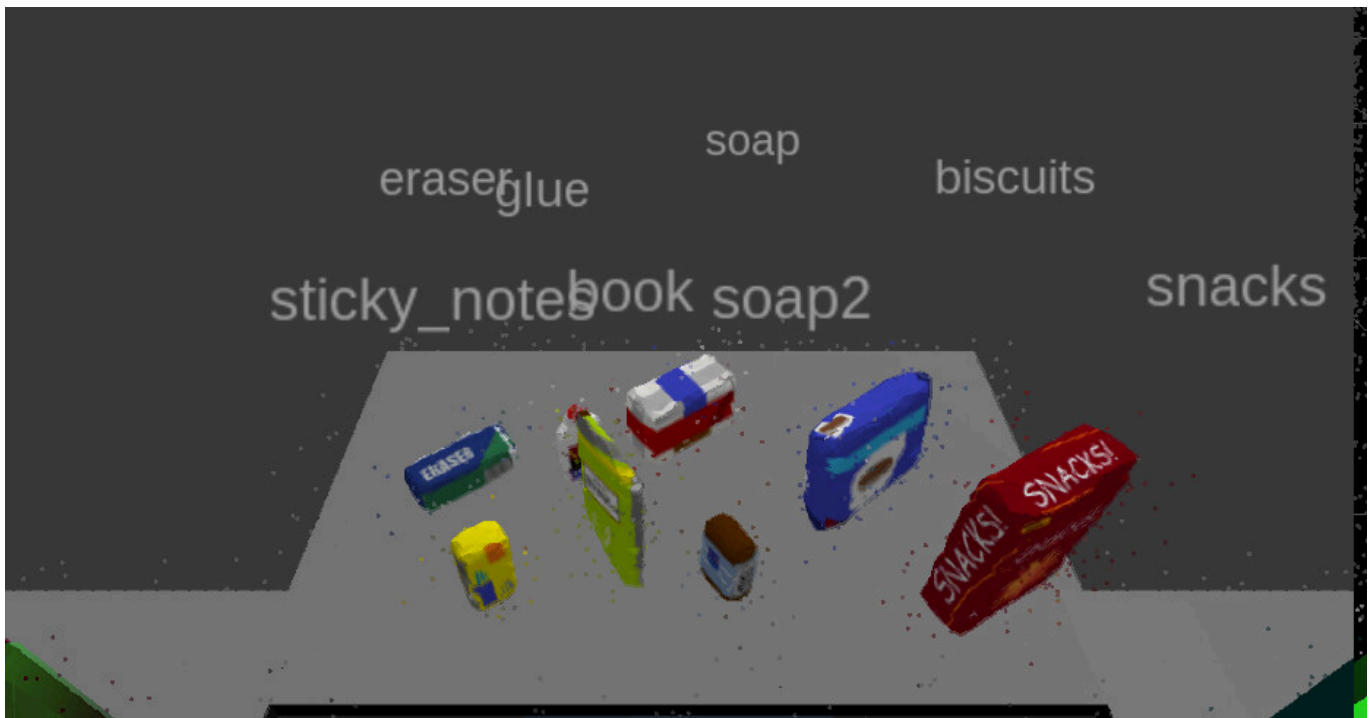 soap
eraser
glue
biscuits
sticky_notes
book
soap2
snacks
ERASER
SNACKS!
SNACKS!